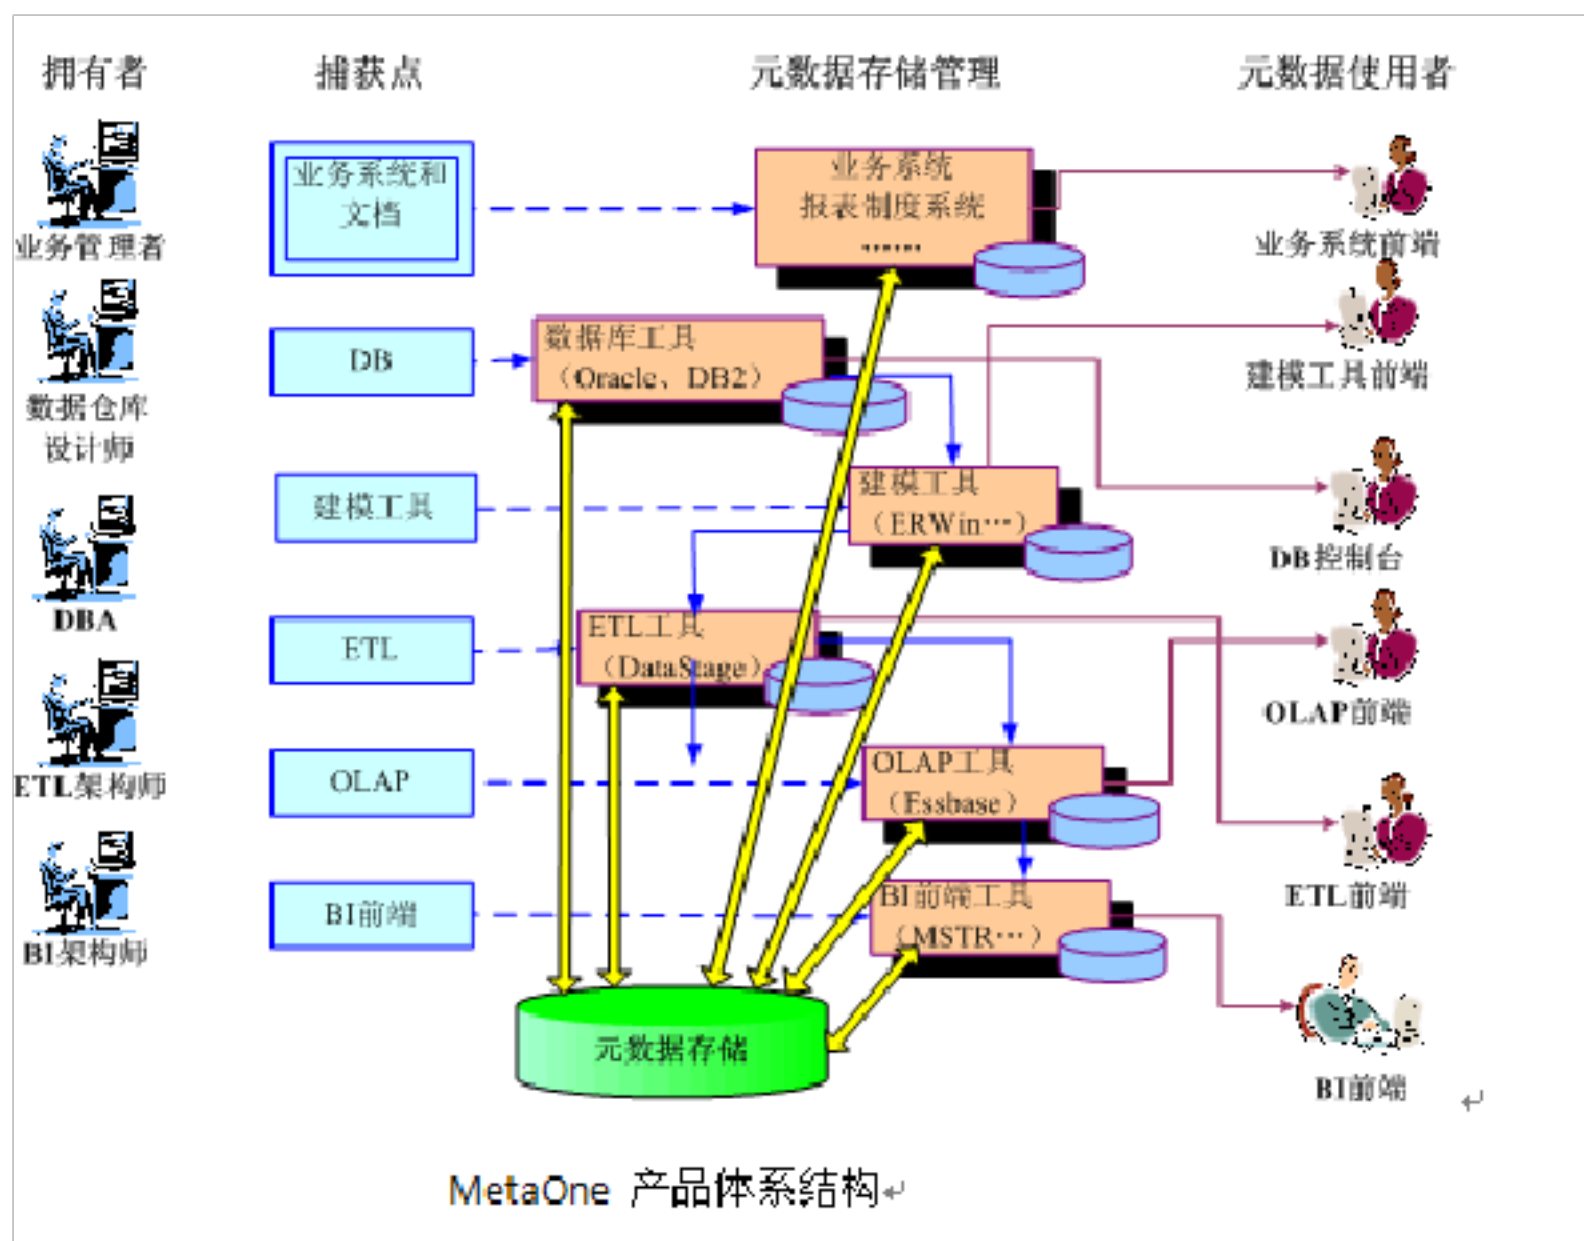 拥有者
捕获点
元数据存储管理
元数据使用者
业务管理者
数据仓库
设计师
DBA
ETL架构师
BI架构师
业务系统和
文档
DB
建模工具
ETL
OLAP
BI前端
业务系统
报表制度系统
……
数据库工具
（Oracle、DB2）
建模工具
（ERWin…）
ETL工具
（DataStage）
OLAP工具
（Essbase）
BI前端工具
（MSTR…）
元数据存储
业务系统前端
建模工具前端
DB控制台
OLAP前端
ETL前端
BI前端
MetaOne 产品体系结构